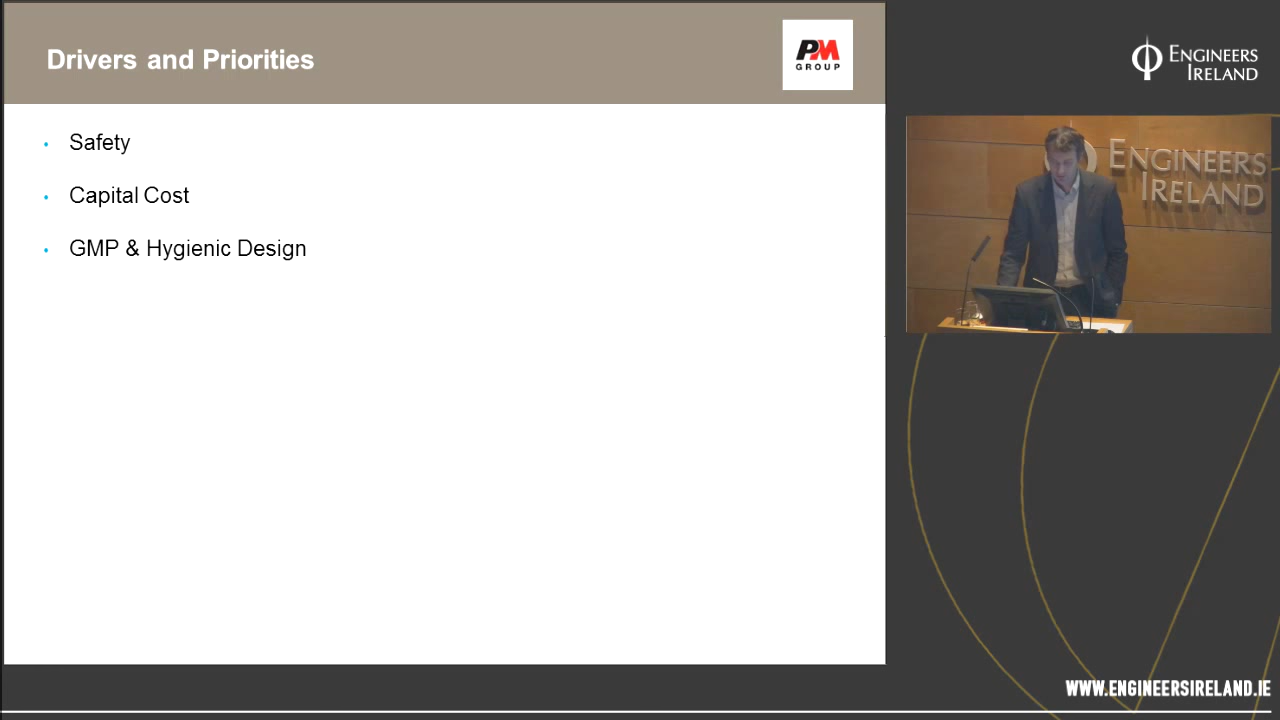 Drivers and Priorities
PM
GROUP
• Safety
• Capital Cost
• GMP & Hygienic Design
ENGINEERS
IRELAND
ENGINEERS
IRELAND
WWW.ENGINEERSIRELAND.IE